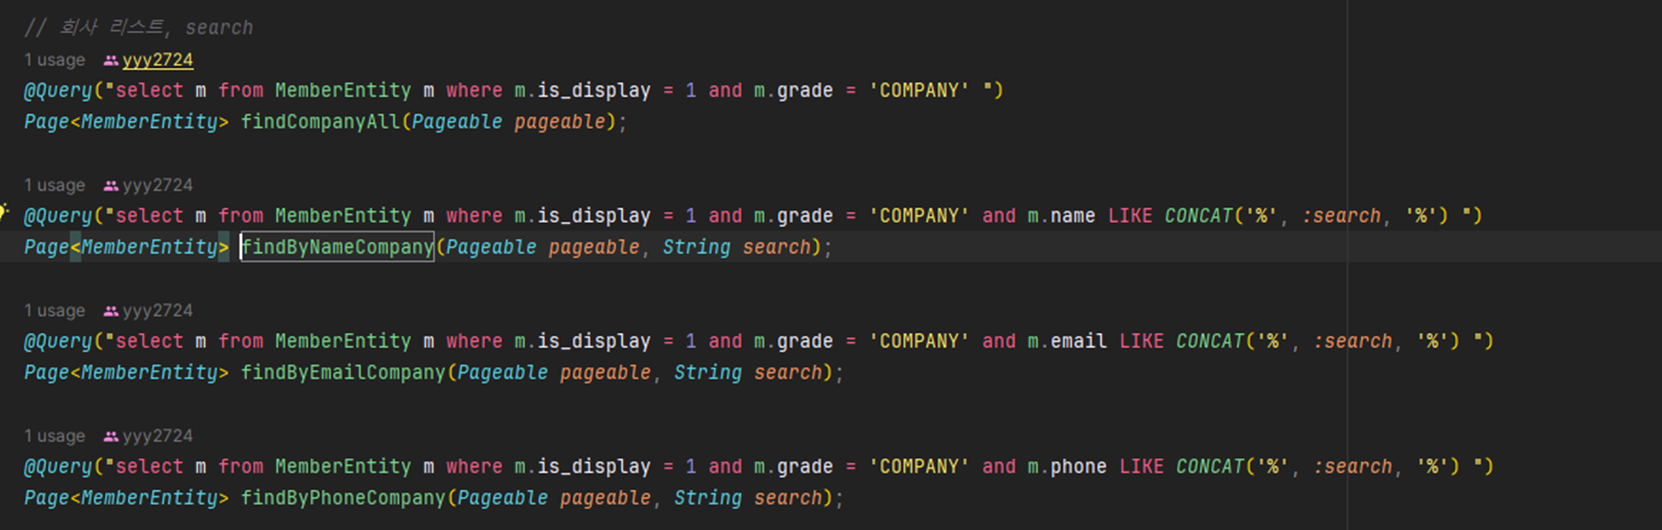 // 회사 리스트, search
1 usage yyy2724
@Query("select m from MemberEntity m where m.is_display = 1 and m.grade = 'COMPANY' ")
Page<MemberEntity> findCompanyAll(Pageable pageable);
1 usage yyy2724
@Query("select m from MemberEntity m where m.is_display = 1 and m.grade = 'COMPANY' and m.name LIKE CONCAT('%', :search, '%') ")
Page<MemberEntity> findByNameCompany(Pageable pageable, String search);
1 usage yyy2724
@Query("select m from MemberEntity m where m.is_display = 1 and m.grade = 'COMPANY' and m.email LIKE CONCAT('%', :search, '%') ")
Page<MemberEntity> findByEmailCompany(Pageable pageable, String search);
1 usage yyy2724
@Query("select m from MemberEntity m where m.is_display = 1 and m.grade = 'COMPANY' and m.phone LIKE CONCAT('%', :search, '%') ")
Page<MemberEntity> findByPhoneCompany(Pageable pageable, String search);